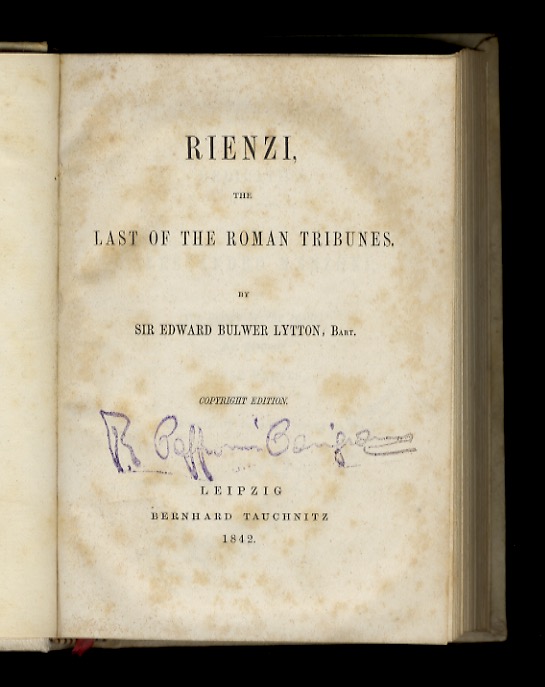 RIENZI,
THE
LAST OF THE ROMAN TRIBUNES.
BY
SIR EDWARD BULWER LYTTON, BART.
COPYRIGHT EDITION.
LEIPZIG
BERNHARD TAUCHNITZ
1842.